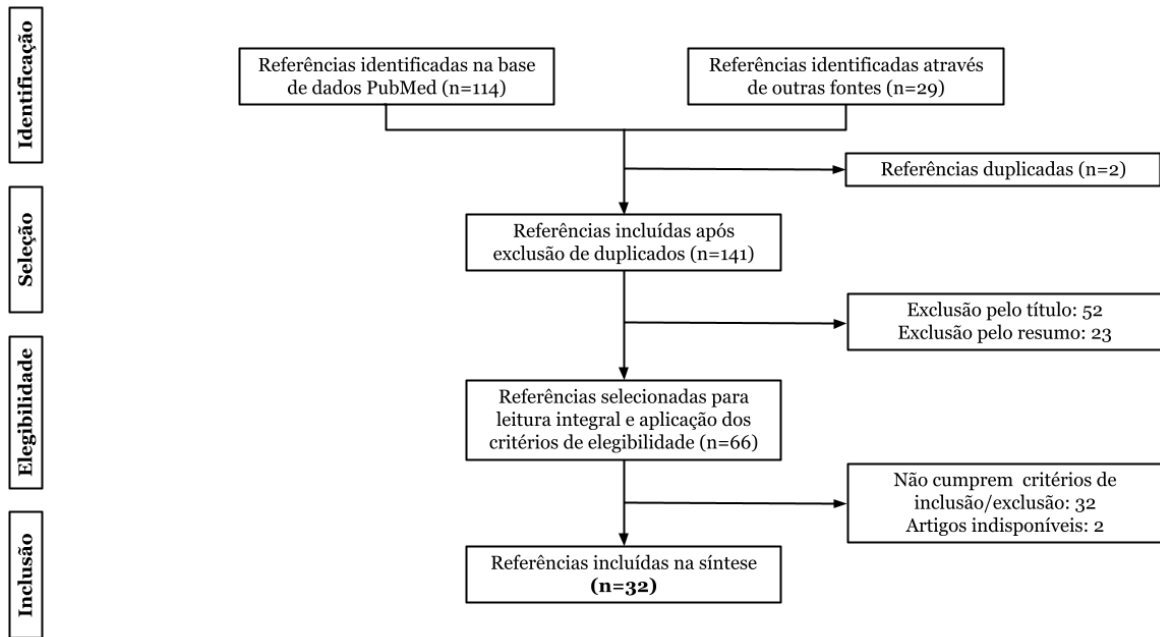 Identificação
Referências identificadas na base
de dados PubMed (n=114)
Referências identificadas através
de outras fontes (n=29)
Referências duplicadas (n=2)
Seleção
Referências incluídas após
exclusão de duplicados (n=141)
Exclusão pelo título: 52
Exclusão pelo resumo: 23
Elegibilidade
Referências selecionadas para
leitura integral e aplicação dos
critérios de elegibilidade (n=66)
Não cumprem critérios de
inclusão/exclusão: 32
Artigos indisponíveis: 2
Inclusão
Referências incluídas na síntese
(n=32)